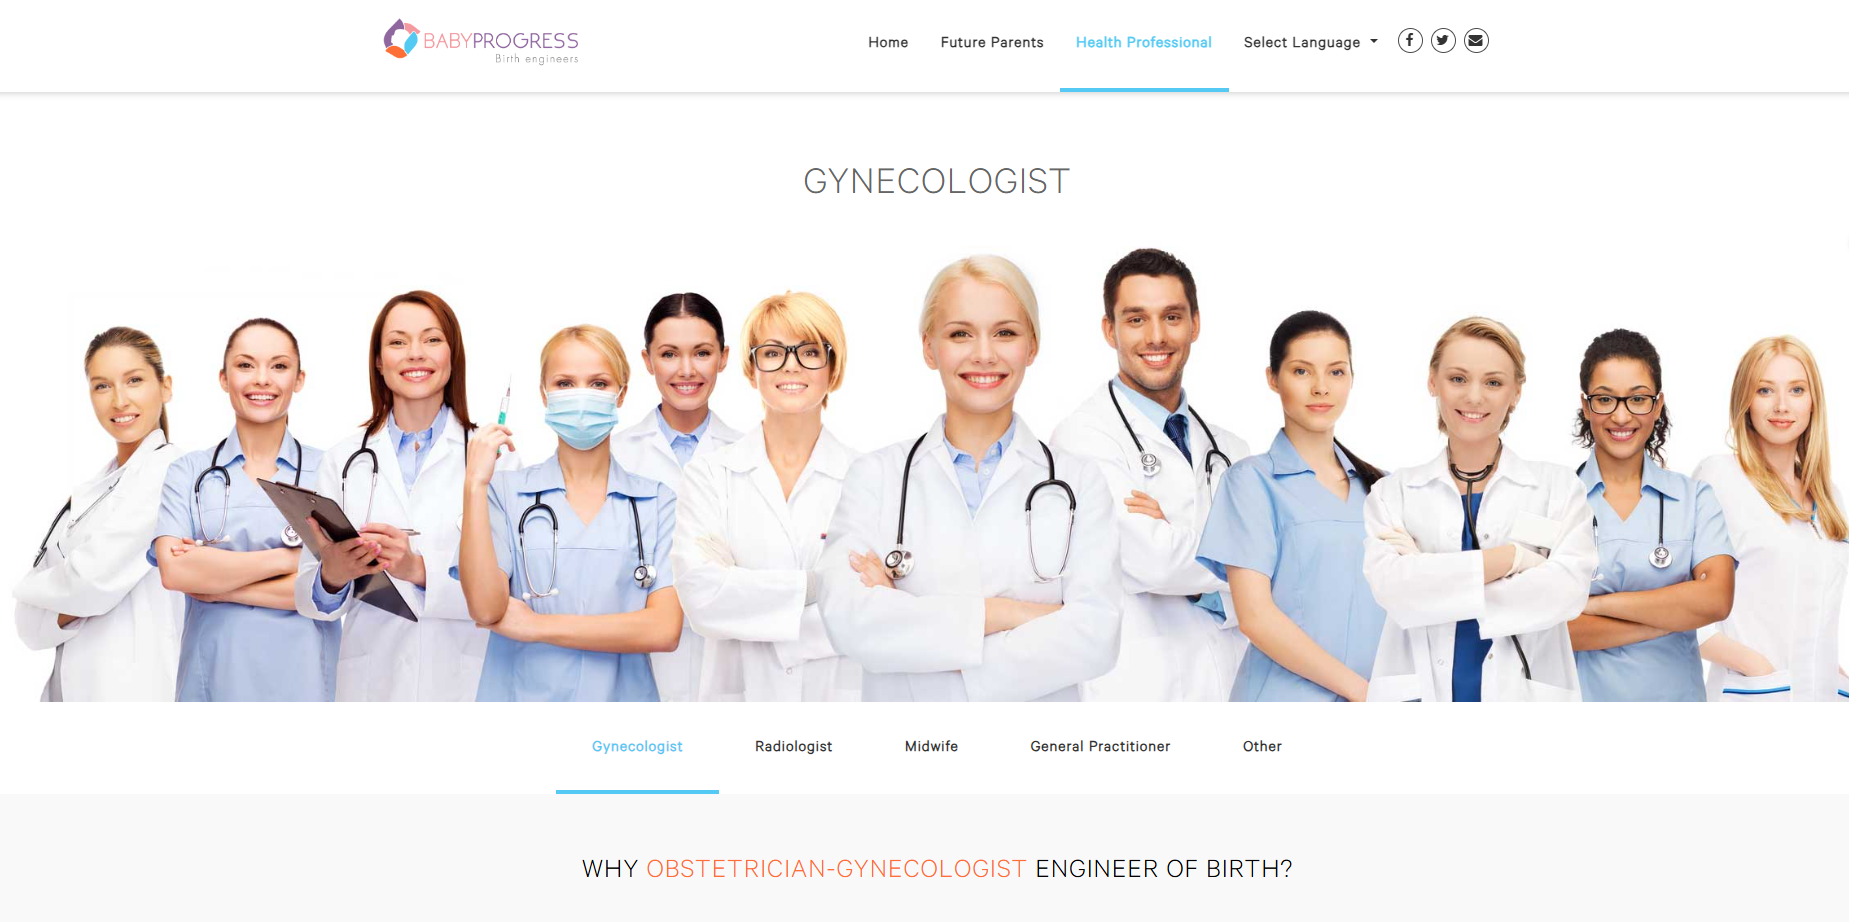 BABYPROGRESS
Birth engineers
Home
Future Parents
Health Professional
Select Language
GYNECOLOGIST
Gynecologist
Radiologist
Midwife
General Practitioner
Other
WHY OBSTETRICIAN-GYNECOLOGIST ENGINEER OF BIRTH?